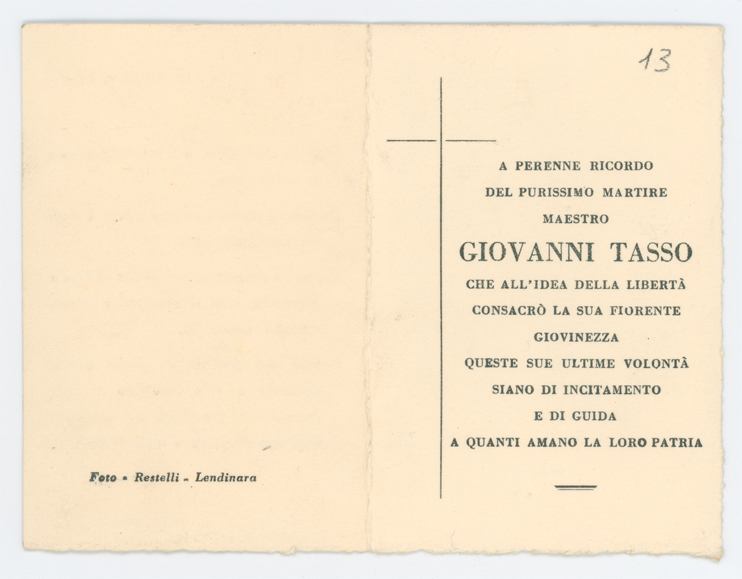 13
A PERENNE RICORDO
DEL PURISSIMO MARTIRE
MAESTRO
GIOVANNI TASSO
CHE ALL'IDEA DELLA LIBERTÀ
CONSACRÒ LA SUA FIORENTE
GIOVINEZZA
QUESTE SUE ULTIME VOLONTÀ
SIANO DI INCITAMENTO
E DI GUIDA
A QUANTI AMANO LA LORO PATRIA
Foto - Restelli - Lendinara